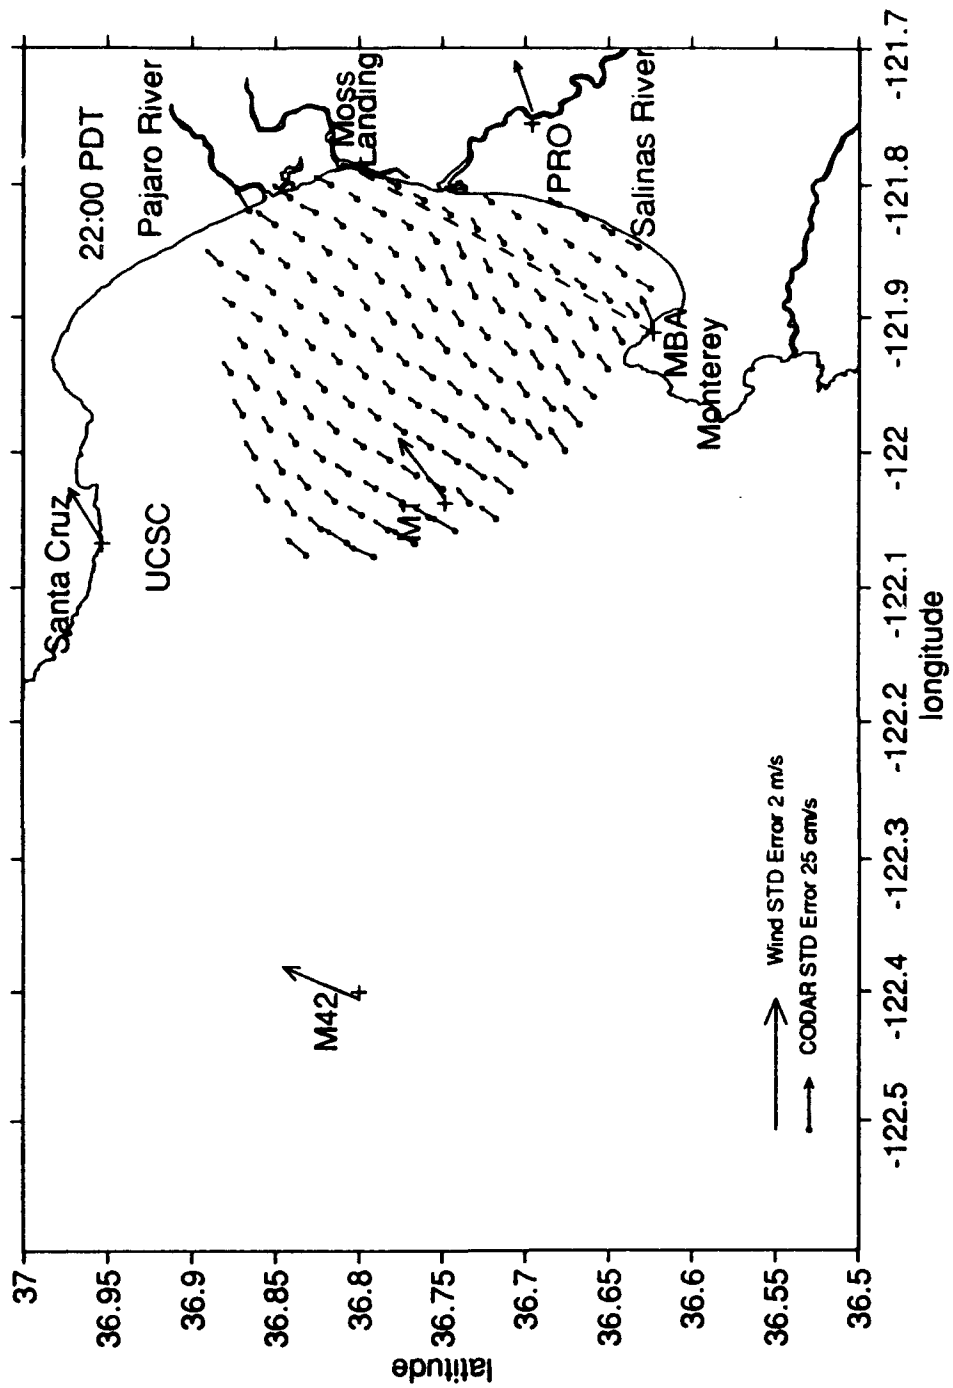 22:00 PDT
Santa Cruz
UCSC
Pajaro River
Moss
Landing
M1
M42
PRO
Salinas River
MBA
Monterey
Wind STD Error 2 m/s
CODAR STD Error 25 cm/s
latitude
37
36.95
36.9
36.85
36.8
36.75
36.7
36.65
36.6
36.55
36.5
-122.5
-122.4
-122.3
-122.2
-122.1
-122
-121.9
-121.8
-121.7
longitude